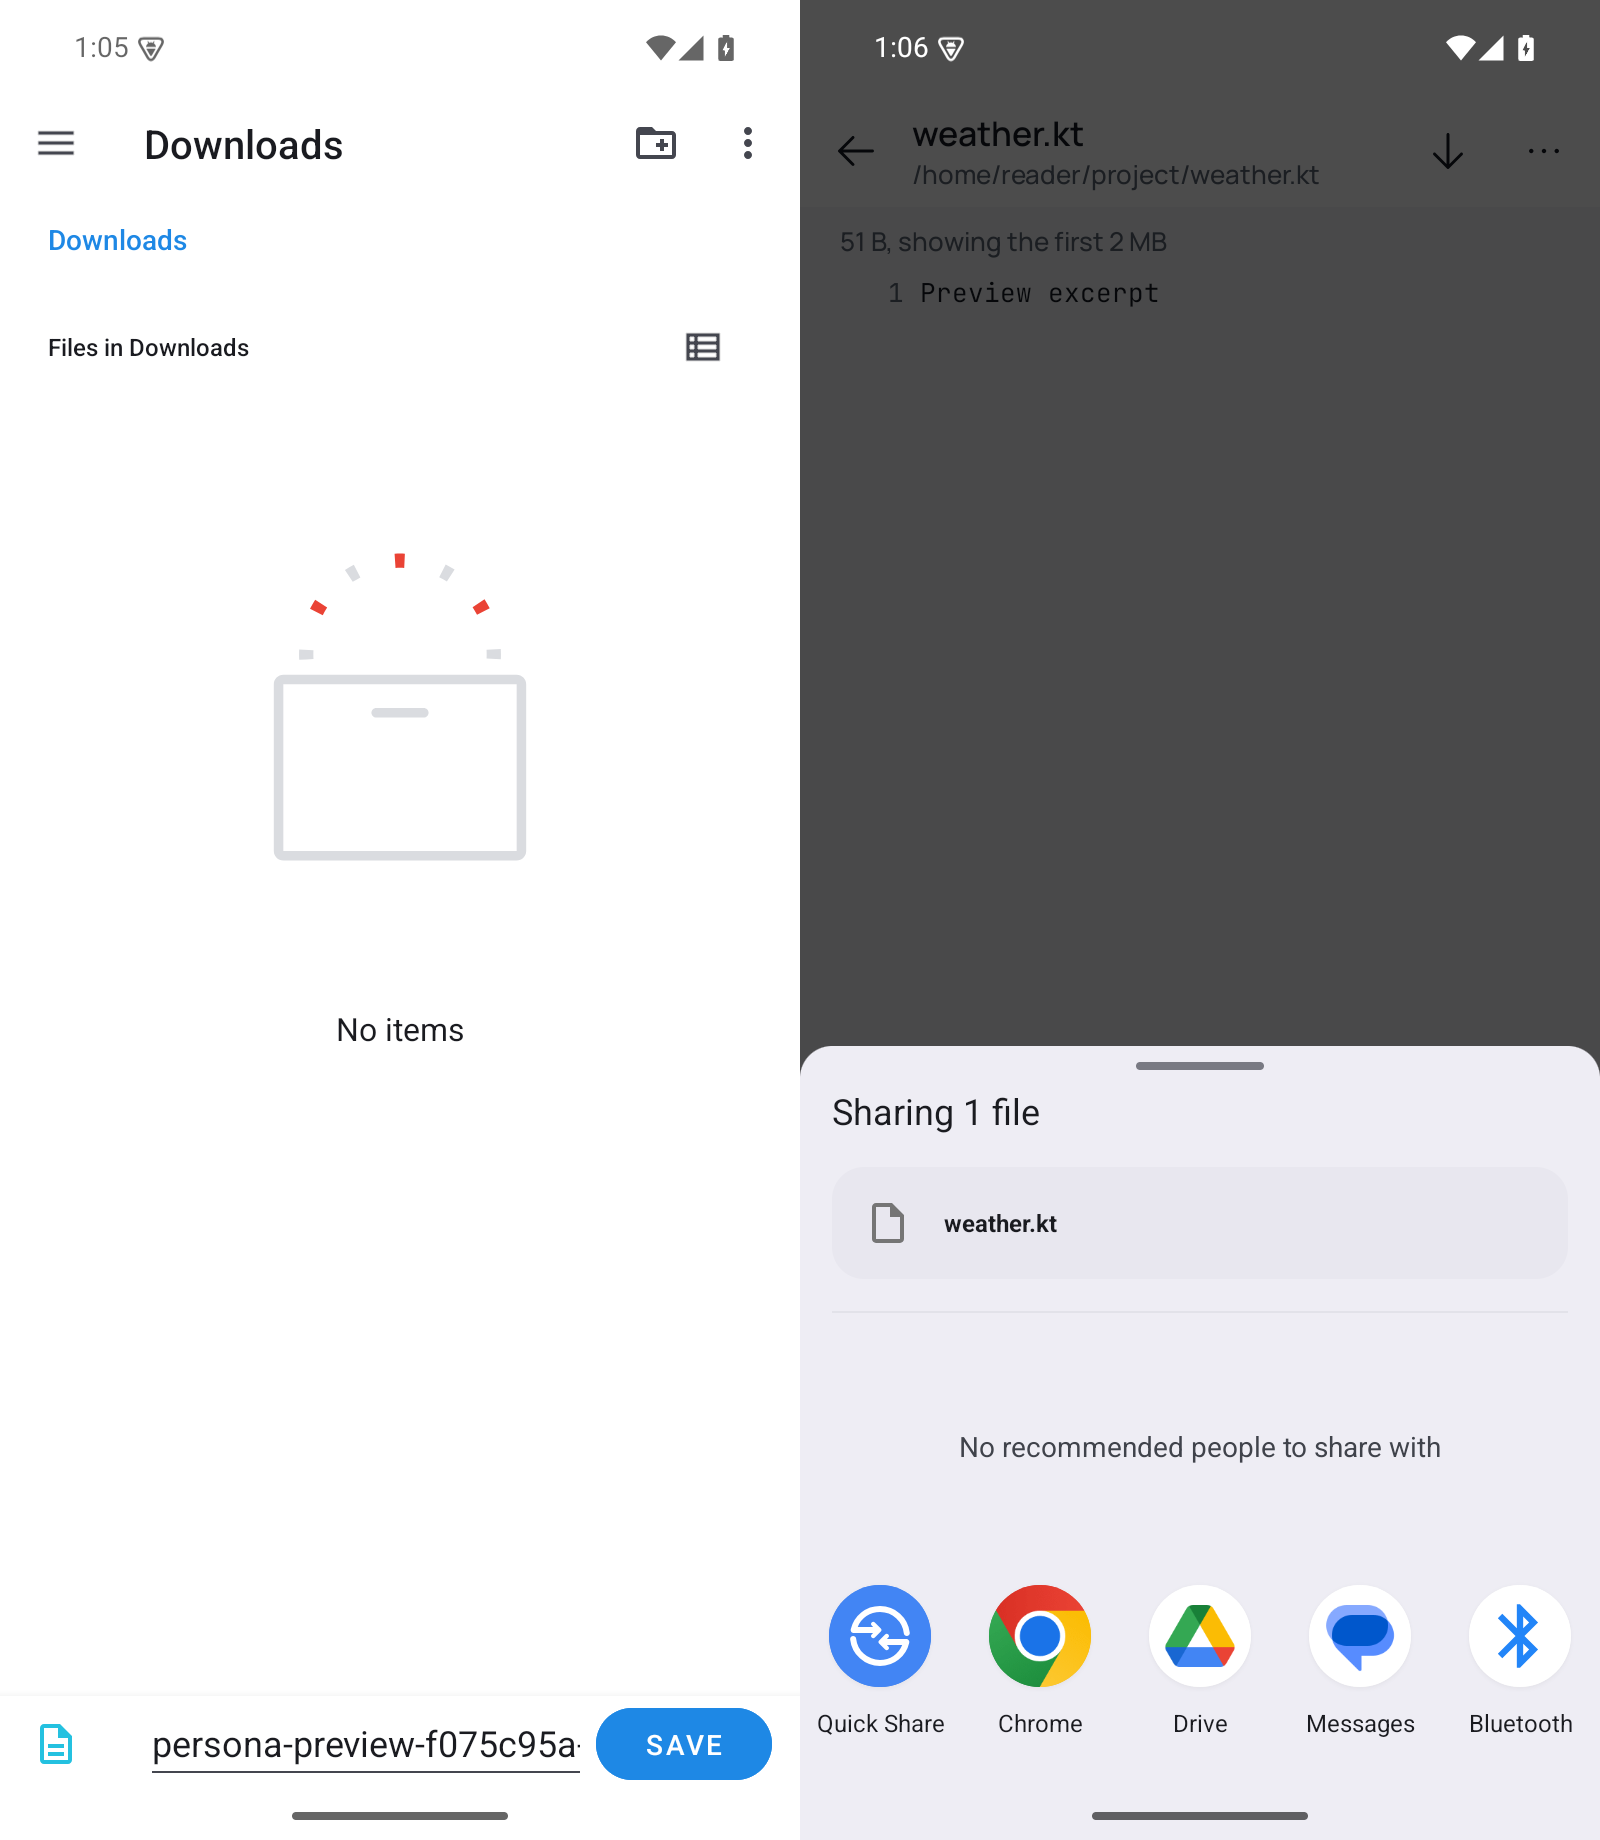 1:05
Downloads
Downloads
Files in Downloads
No items
persona-preview-f075c95a-
SAVE
1:06
weather.kt
/home/reader/project/weather.kt
51 B, showing the first 2 MB
1 Preview excerpt
Sharing 1 file
weather.kt
No recommended people to share with
Quick Share
Chrome
Drive
Messages
Bluetooth